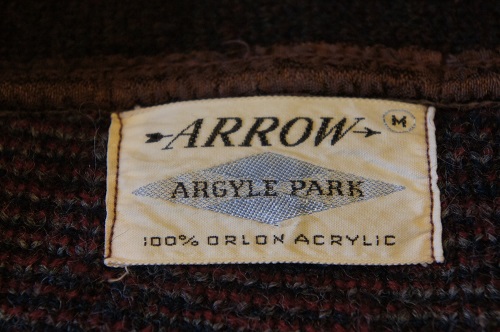 ARROW M
ARGYLE PARK
100% ORLON ACRYLIC